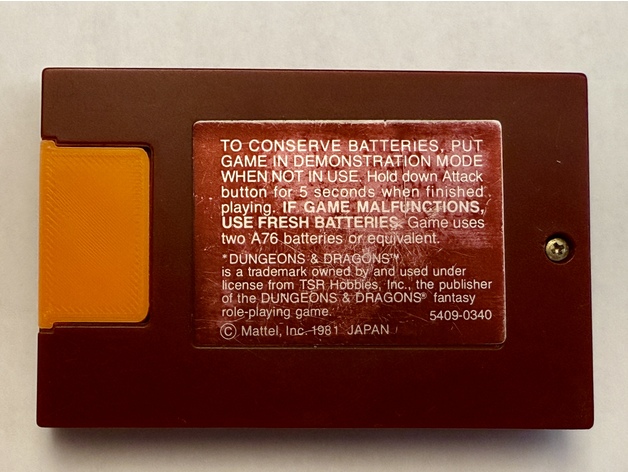 TO CONSERVE BATTERIES, PUT
GAME IN DEMONSTRATION MODE
WHEN NOT IN USE. Hold down Attack
button for 5 seconds when finished
playing. IF GAME MALFUNCTIONS,
USE FRESH BATTERIES. Game uses
two A76 batteries or equivalent.
"DUNGEONS & DRAGONS"™
is a trademark owned by and used under
license from TSR Hobbies, Inc., the publisher
of the DUNGEONS & DRAGONS® fantasy
role-playing game. 5409-0340
© Mattel, Inc. 1981 JAPAN